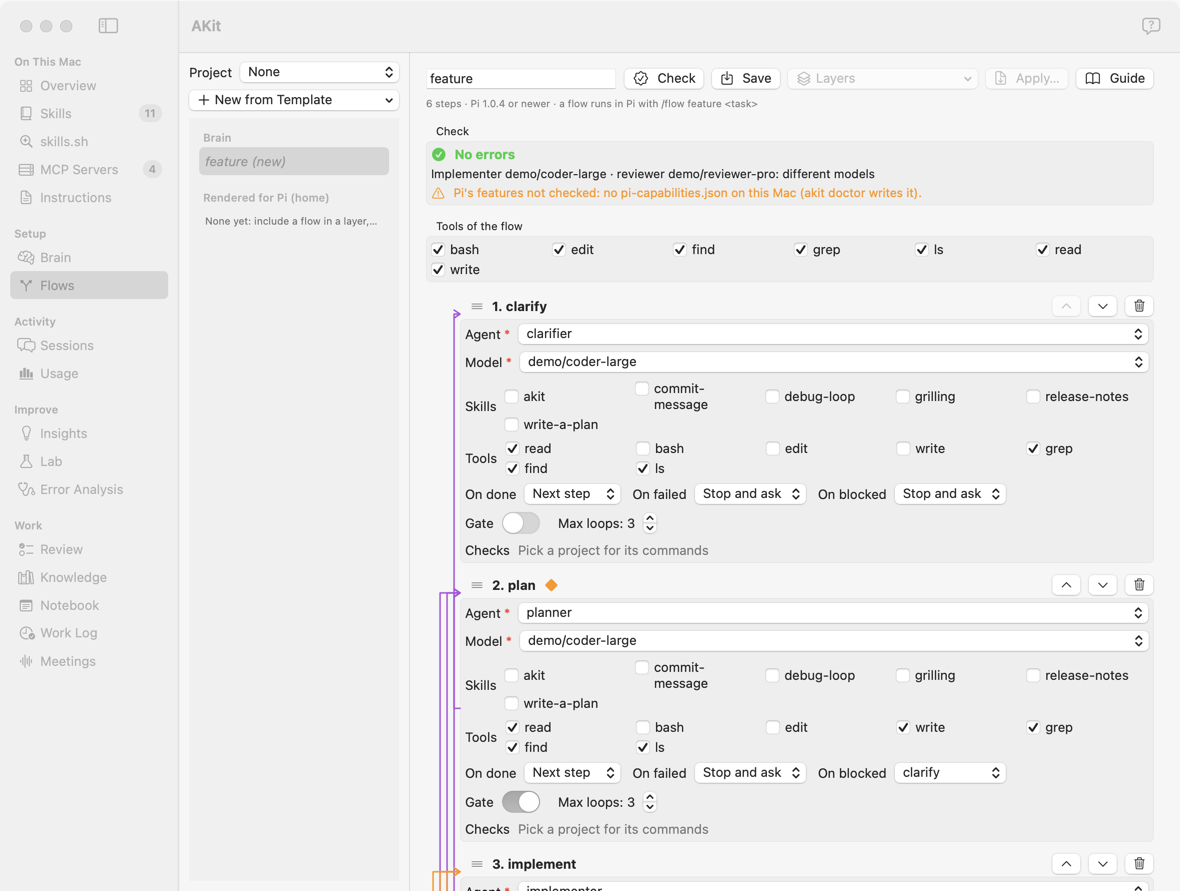 AKit
On This Mac
Overview
Skills 11
skills.sh
MCP Servers 4
Instructions
Setup
Brain
Flows
Activity
Sessions
Usage
Improve
Insights
Lab
Error Analysis
Work
Review
Knowledge
Notebook
Work Log
Meetings
Project None
New from Template
Brain
feature (new)
Rendered for Pi (home)
None yet: include a flow in a layer,...
feature Check Save Layers Apply... Guide
6 steps · Pi 1.0.4 or newer · a flow runs in Pi with /flow feature <task>
Check
No errors
Implementer demo/coder-large · reviewer demo/reviewer-pro: different models
Pi's features not checked: no pi-capabilities.json on this Mac (akit doctor writes it).
Tools of the flow
bash edit find grep ls read
write
1. clarify
Agent * clarifier
Model * demo/coder-large
Skills akit commit-message debug-loop grilling release-notes
write-a-plan
Tools read bash edit write grep
find ls
On done Next step On failed Stop and ask On blocked Stop and ask
Gate Max loops: 3
Checks Pick a project for its commands
2. plan
Agent * planner
Model * demo/coder-large
Skills akit commit-message debug-loop grilling release-notes
write-a-plan
Tools read bash edit write grep
find ls
On done Next step On failed Stop and ask On blocked clarify
Gate Max loops: 3
Checks Pick a project for its commands
3. implement
Agent * implementer